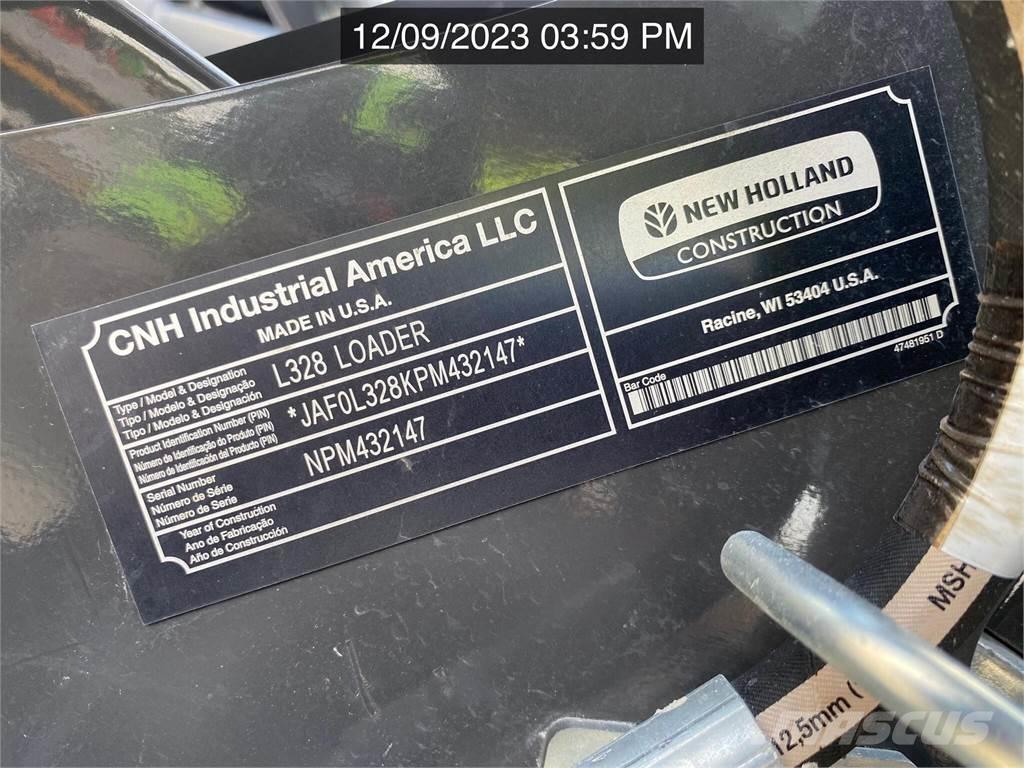 12/09/2023 03:59 PM
CNH Industrial America LLC
MADE IN U.S.A.
Type / Model & Designation
Tipo / Modelo & Designação
Tipo / Modelo & Designación
L328 LOADER
Product Identification Number (PIN)
Número de Identificação do Produto (PIN)
Número de Identificación del Producto (PIN)
*JAF0L328KPM432147*
Serial Number
Número de Série
Número de Serie
NPM432147
Year of Construction
Ano de Fabricação
Año de Construcción
NEW HOLLAND
CONSTRUCTION
Racine, WI 53404 U.S.A.
Bar Code
47481951 D
MSH
12,5mm (
Mascus